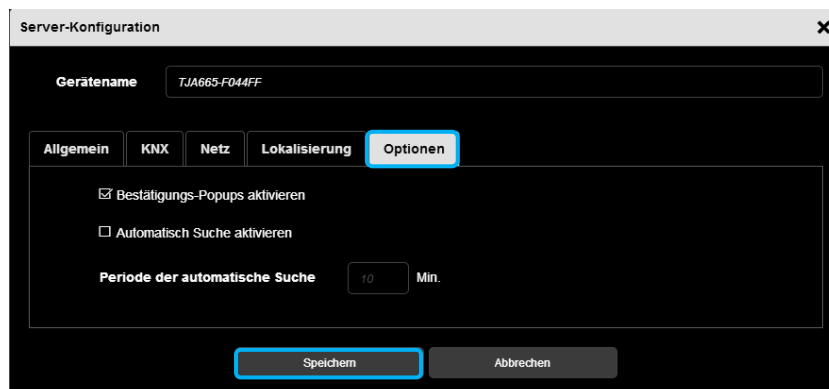 Server-Konfiguration
Gerätename TJA665-F044FF
Allgemein KNX Netz Lokalisierung Optionen
Bestätigungs-Popups aktivieren
Automatisch Suche aktivieren
Periode der automatische Suche 10 Min.
Speichern Abbrechen